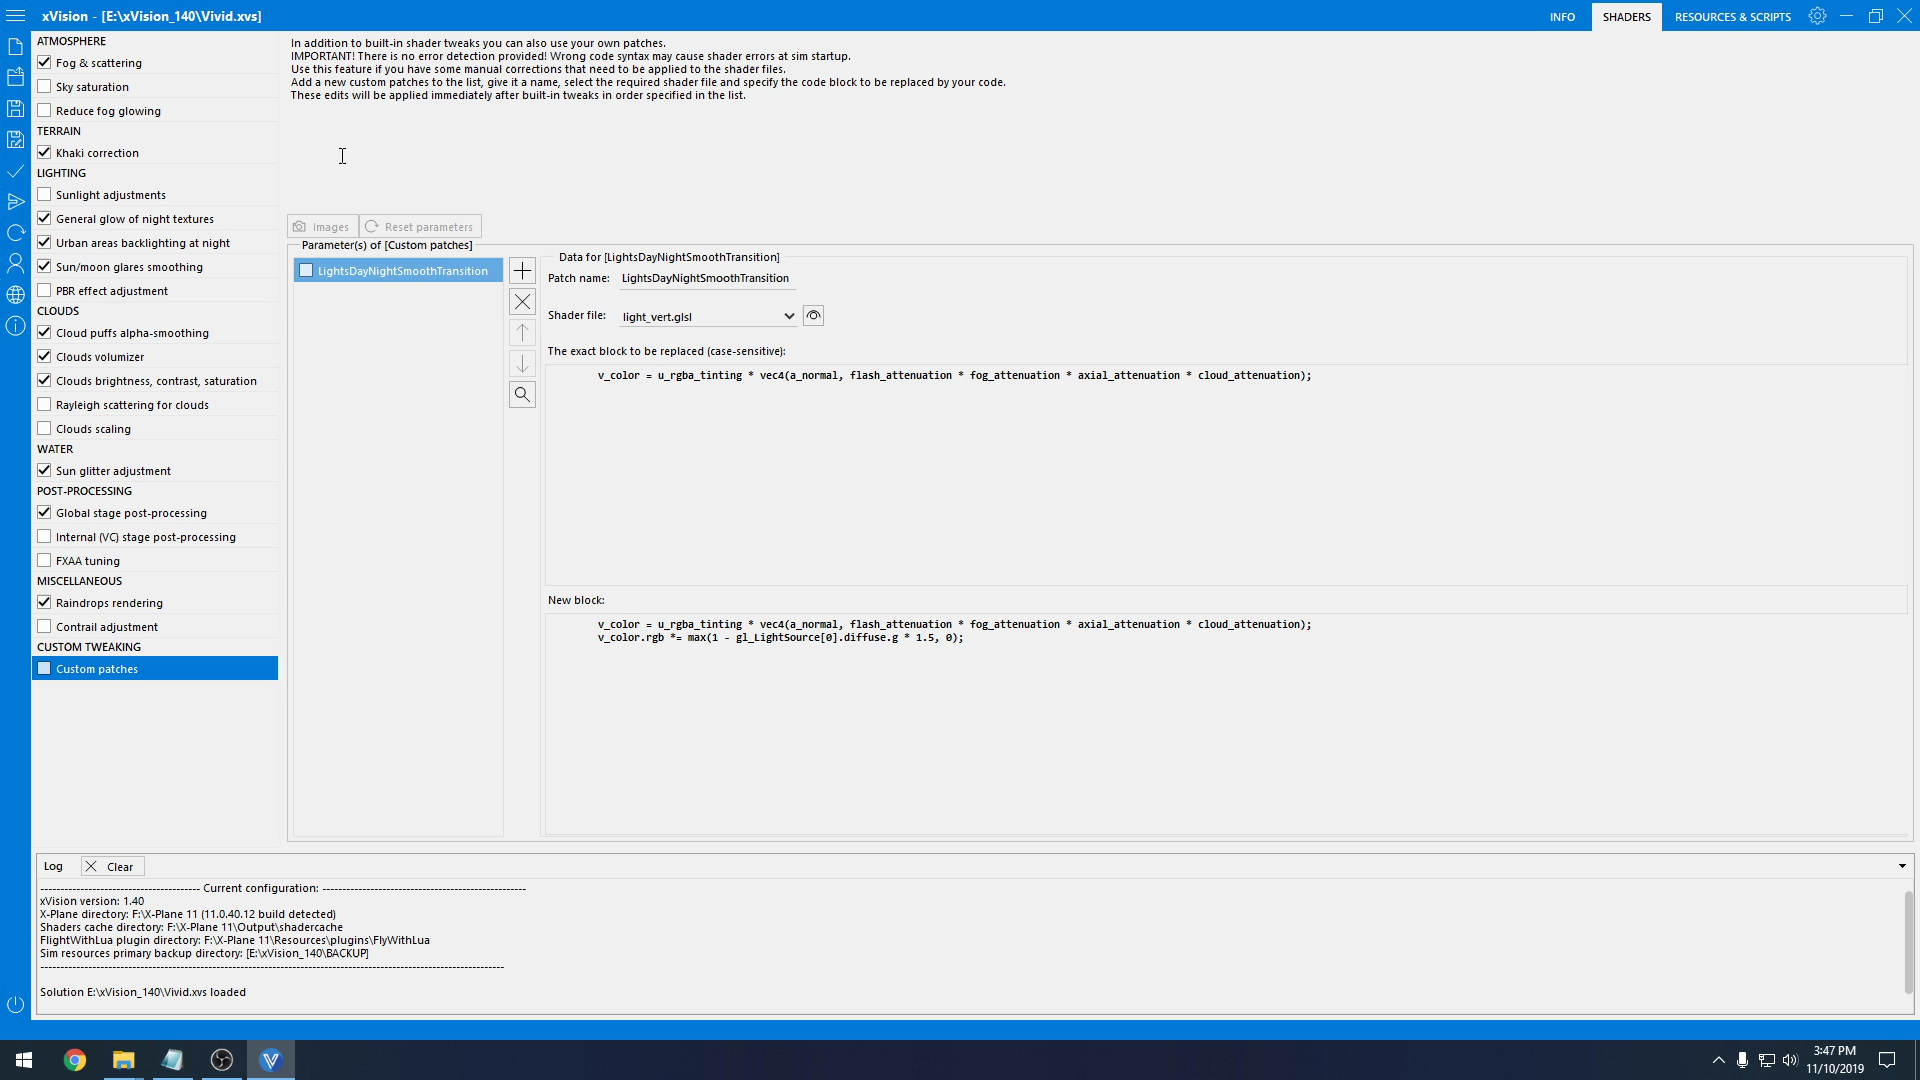 xVision - [E:\xVision_140\Vivid.xvs]
INFO
SHADERS
RESOURCES & SCRIPTS
ATMOSPHERE
Fog & scattering
Sky saturation
Reduce fog glowing
TERRAIN
Khaki correction
LIGHTING
Sunlight adjustments
General glow of night textures
Urban areas backlighting at night
Sun/moon glares smoothing
PBR effect adjustment
CLOUDS
Cloud puffs alpha-smoothing
Clouds volumizer
Clouds brightness, contrast, saturation
Rayleigh scattering for clouds
Clouds scaling
WATER
Sun glitter adjustment
POST-PROCESSING
Global stage post-processing
Internal (VC) stage post-processing
FXAA tuning
MISCELLANEOUS
Raindrops rendering
Contrail adjustment
CUSTOM TWEAKING
Custom patches
In addition to built-in shader tweaks you can also use your own patches.
IMPORTANT! There is no error detection provided! Wrong code syntax may cause shader errors at sim startup.
Use this feature if you have some manual corrections that need to be applied to the shader files.
Add a new custom patches to the list, give it a name, select the required shader file and specify the code block to be replaced by your code.
These edits will be applied immediately after built-in tweaks in order specified in the list.
Images
Reset parameters
Parameter(s) of [Custom patches]
LightsDayNightSmoothTransition
Data for [LightsDayNightSmoothTransition]
Patch name: LightsDayNightSmoothTransition
Shader file: light_vert.glsl
The exact block to be replaced (case-sensitive):
v_color = u_rgba_tinting * vec4(a_normal, flash_attenuation * fog_attenuation * axial_attenuation * cloud_attenuation);
New block:
v_color = u_rgba_tinting * vec4(a_normal, flash_attenuation * fog_attenuation * axial_attenuation * cloud_attenuation);
v_color.rgb *= max(1 - gl_LightSource[0].diffuse.g * 1.5, 0);
Log
Clear
---------------------------------------- Current configuration: ---------------------------------------------------
xVision version: 1.40
X-Plane directory: F:\X-Plane 11 (11.0.40.12 build detected)
Shaders cache directory: F:\X-Plane 11\Output\shadercache
FlightWithLua plugin directory: F:\X-Plane 11\Resources\plugins\FlyWithLua
Sim resources primary backup directory: [E:\xVision_140\BACKUP]
--------------------------------------------------------------------------------------------------------------------
Solution E:\xVision_140\Vivid.xvs loaded
3:47 PM
11/10/2019